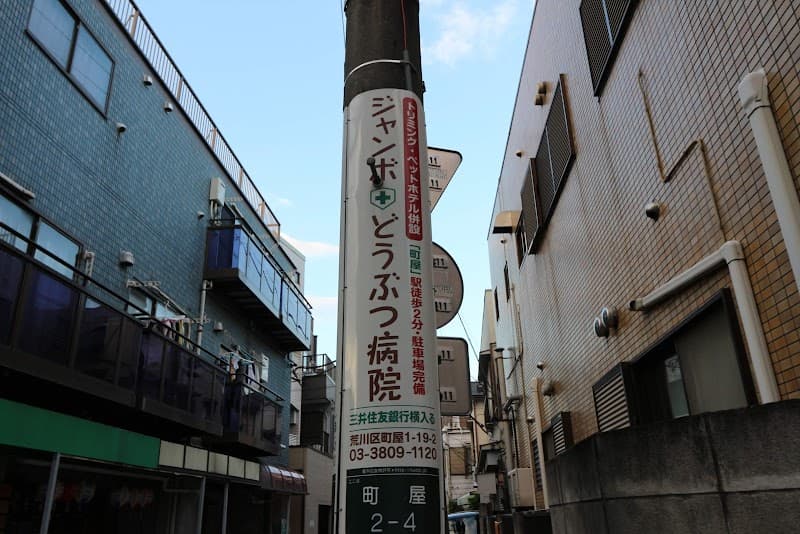 トリミング・ペットホテル併設
「町屋」駅徒歩2分・駐車場完備
ジャンボ
どうぶつ病院
三井住友銀行横入る
荒川区町屋1-19-2
03-3809-1120
町屋
2-4